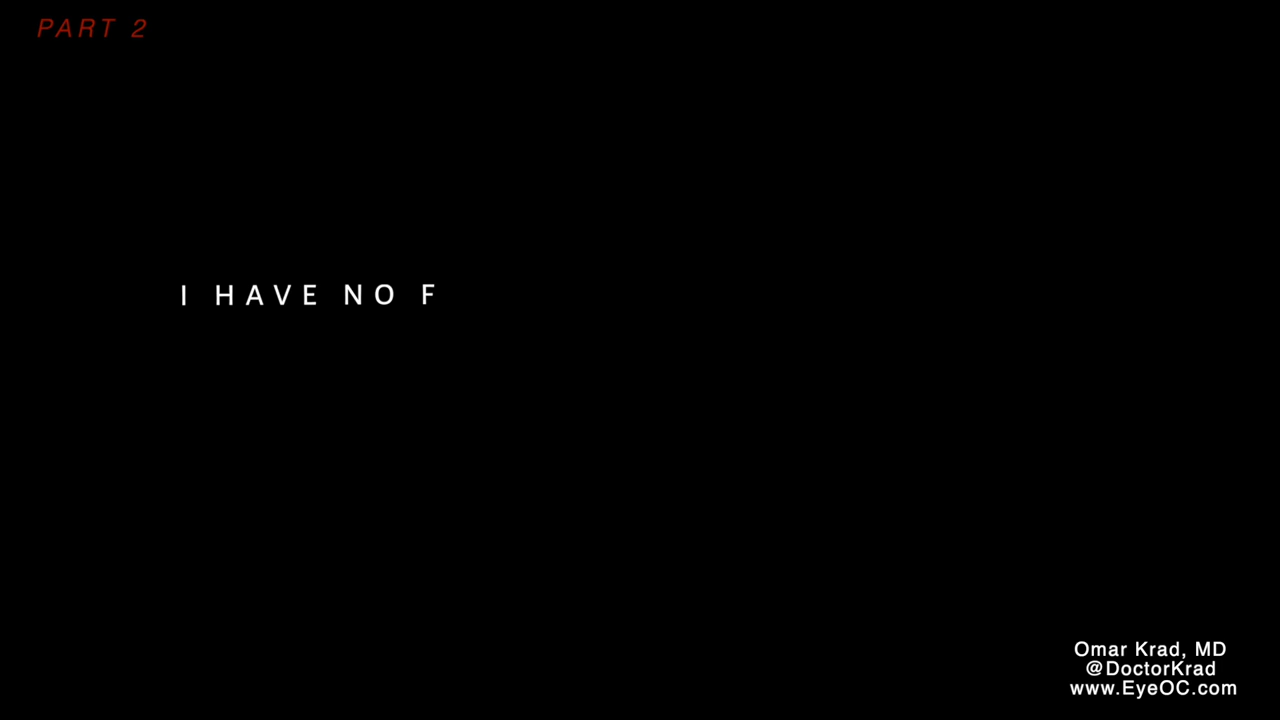 PART 2
I HAVE NO F
Omar Krad, MD
@DoctorKrad
www.EyeOC.com